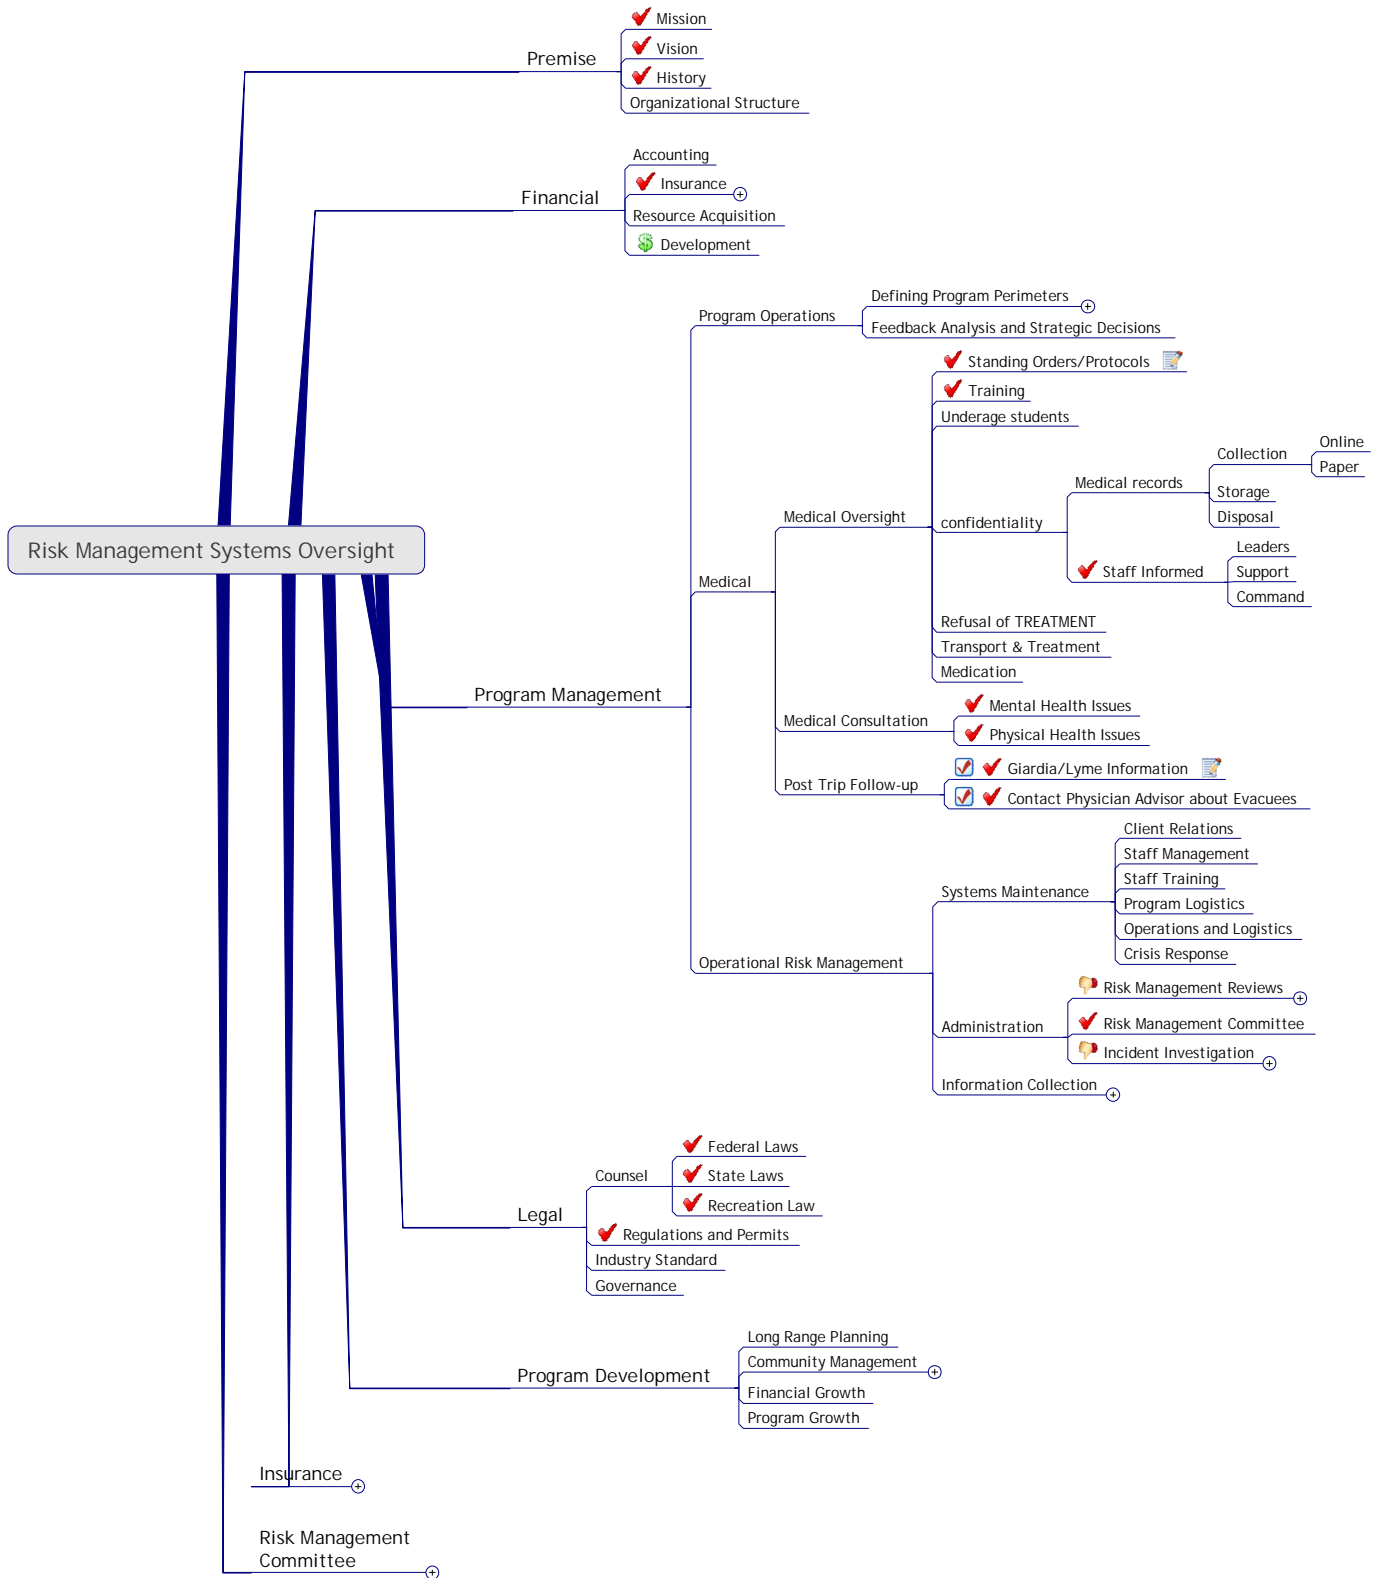 Mission
Vision
Premise
History
Organizational Structure
Accounting
Insurance
Financial
Resource Acquisition
Development
Defining Program Perimeters
Program Operations
Feedback Analysis and Strategic Decisions
Standing Orders/Protocols
Training
Underage students
Online
Collection
Paper
Medical records
Storage
Disposal
Medical Oversight
confidentiality
Leaders
Staff Informed
Support
Command
Risk Management Systems Oversight
Medical
Refusal of TREATMENT
Transport & Treatment
Medication
Program Management
Mental Health Issues
Medical Consultation
Physical Health Issues
Giardia/Lyme Information
Post Trip Follow-up
Contact Physician Advisor about Evacuees
Client Relations
Staff Management
Staff Training
Systems Maintenance
Program Logistics
Operations and Logistics
Crisis Response
Operational Risk Management
Risk Management Reviews
Administration
Risk Management Committee
Incident Investigation
Information Collection
Federal Laws
Counsel
State Laws
Recreation Law
Legal
Regulations and Permits
Industry Standard
Governance
Long Range Planning
Community Management
Program Development
Financial Growth
Program Growth
Insurance
Risk Management
Committee